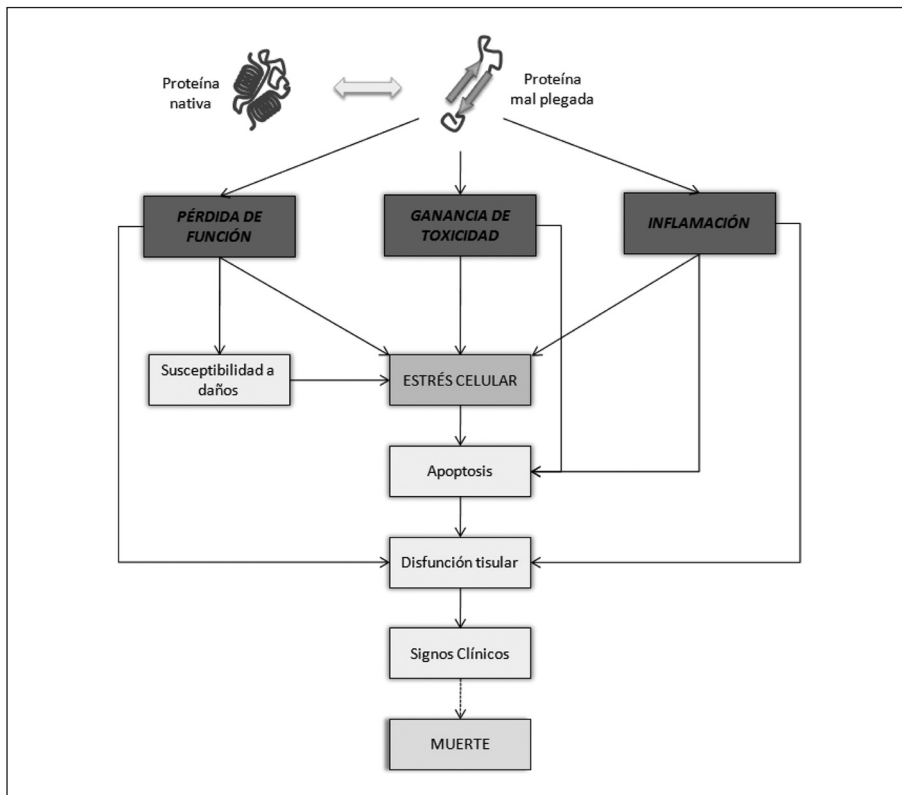 Proteína
nativa
Proteína
mal plegada
PÉRDIDA DE
FUNCIÓN
GANANCIA DE
TOXICIDAD
INFLAMACIÓN
Susceptibilidad a
daños
ESTRÉS CELULAR
Apoptosis
Disfunción tisular
Signos Clínicos
MUERTE